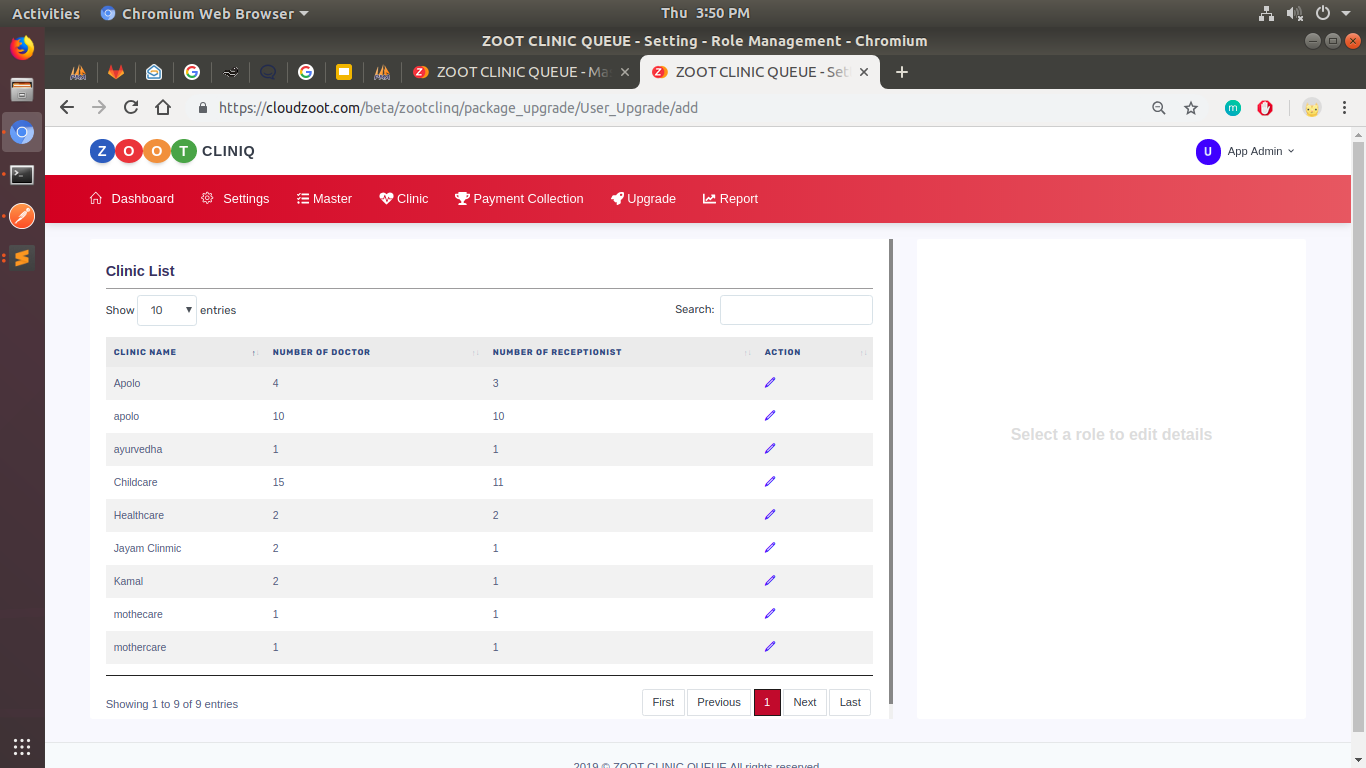 Activities Chromium Web Browser Thu 3:50 PM
ZOOT CLINIC QUEUE - Setting - Role Management - Chromium
ZOOT CLINIC QUEUE - Ma ZOOT CLINIC QUEUE - Set
https://cloudzoot.com/beta/zootclinq/package_upgrade/User_Upgrade/add
m
Z O O T CLINIQ U App Admin
Dashboard Settings Master Clinic Payment Collection Upgrade Report
Clinic List
Show 10 entries Search:
CLINIC NAME NUMBER OF DOCTOR NUMBER OF RECEPTIONIST ACTION
Apolo 4 3
apolo 10 10
Select a role to edit details
ayurvedha 1 1
Childcare 15 11
Healthcare 2 2
Jayam Clinmic 2 1
Kamal 2 1
mothecare 1 1
mothercare 1 1
Showing 1 to 9 of 9 entries First Previous 1 Next Last
2019 © ZOOT CLINIC QUEUE All rights reserved